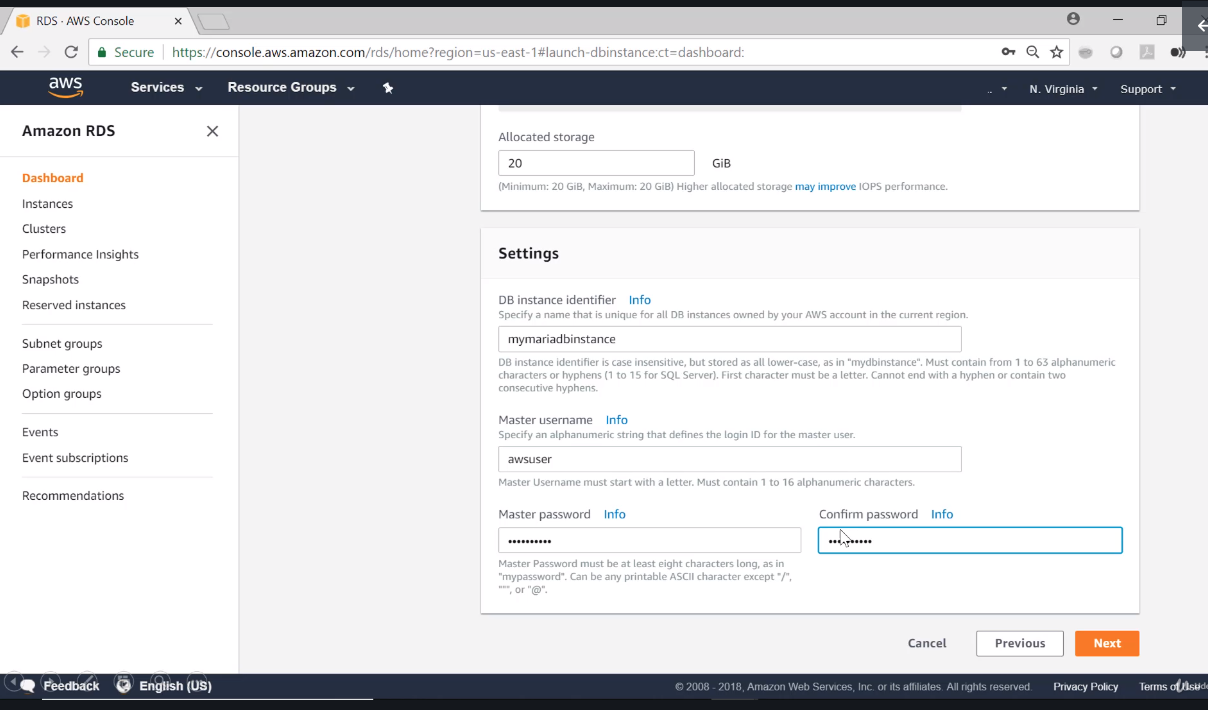 RDS · AWS Console
Secure
https://console.aws.amazon.com/rds/home?region=us-east-1#launch-dbinstance:ct=dashboard:
aws
Services
Resource Groups
..
N. Virginia
Support
Amazon RDS
Dashboard
Instances
Clusters
Performance Insights
Snapshots
Reserved instances
Subnet groups
Parameter groups
Option groups
Events
Event subscriptions
Recommendations
Allocated storage
20 GiB
(Minimum: 20 GiB, Maximum: 20 GiB) Higher allocated storage may improve IOPS performance.
Settings
DB instance identifier Info
Specify a name that is unique for all DB instances owned by your AWS account in the current region.
mymariadbinstance
DB instance identifier is case insensitive, but stored as all lower-case, as in "mydbinstance". Must contain from 1 to 63 alphanumeric
characters or hyphens (1 to 15 for SQL Server). First character must be a letter. Cannot end with a hyphen or contain two
consecutive hyphens.
Master username Info
Specify an alphanumeric string that defines the login ID for the master user.
awsuser
Master Username must start with a letter. Must contain 1 to 16 alphanumeric characters.
Master password Info
Confirm password Info
••••••••••
••••••••••
Master Password must be at least eight characters long, as in
"mypassword". Can be any printable ASCII character except "/",
""", or "@".
Cancel
Previous
Next
Feedback
English (US)
© 2008 - 2018, Amazon Web Services, Inc. or its affiliates. All rights reserved.
Privacy Policy
Terms of Use